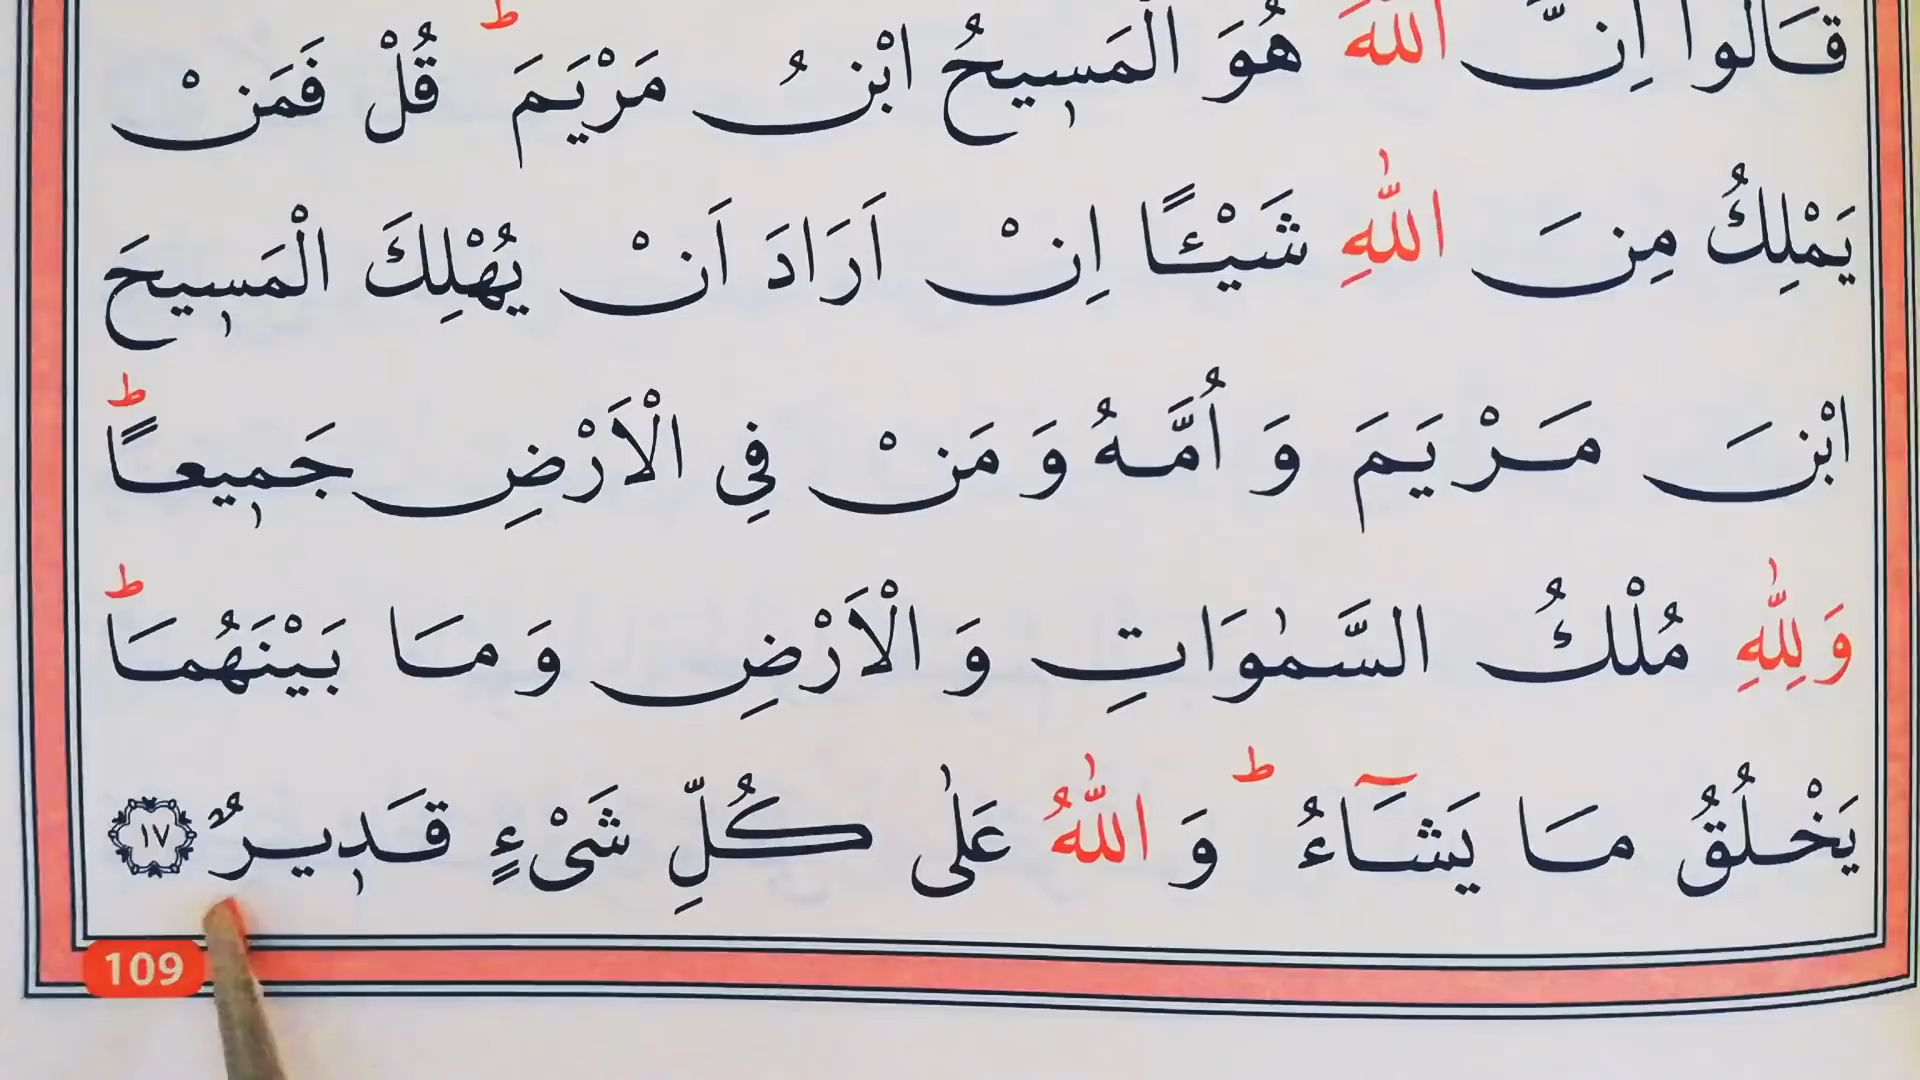 قَالُوا اِنَّ اللّٰهَ هُوَ الْمَسٖيحُ ابْنُ مَرْيَمَ ؕ قُلْ فَمَنْ
يَمْلِكُ مِنَ اللّٰهِ شَيْـًٔا اِنْ اَرَادَ اَنْ يُهْلِكَ الْمَسٖيحَ
ابْنَ مَرْيَمَ وَ اُمَّهُ وَ مَنْ فِى الْاَرْضِ جَمٖيعاً ؕ
وَ لِلّٰهِ مُلْكُ السَّمٰوَاتِ وَ الْاَرْضِ وَ مَا بَيْنَهُمَا ؕ
يَخْلُقُ مَا يَشَٓاءُ ؕ وَ اللّٰهُ عَلٰى كُلِّ شَىْءٍ قَدٖيرٌ ١٧
109